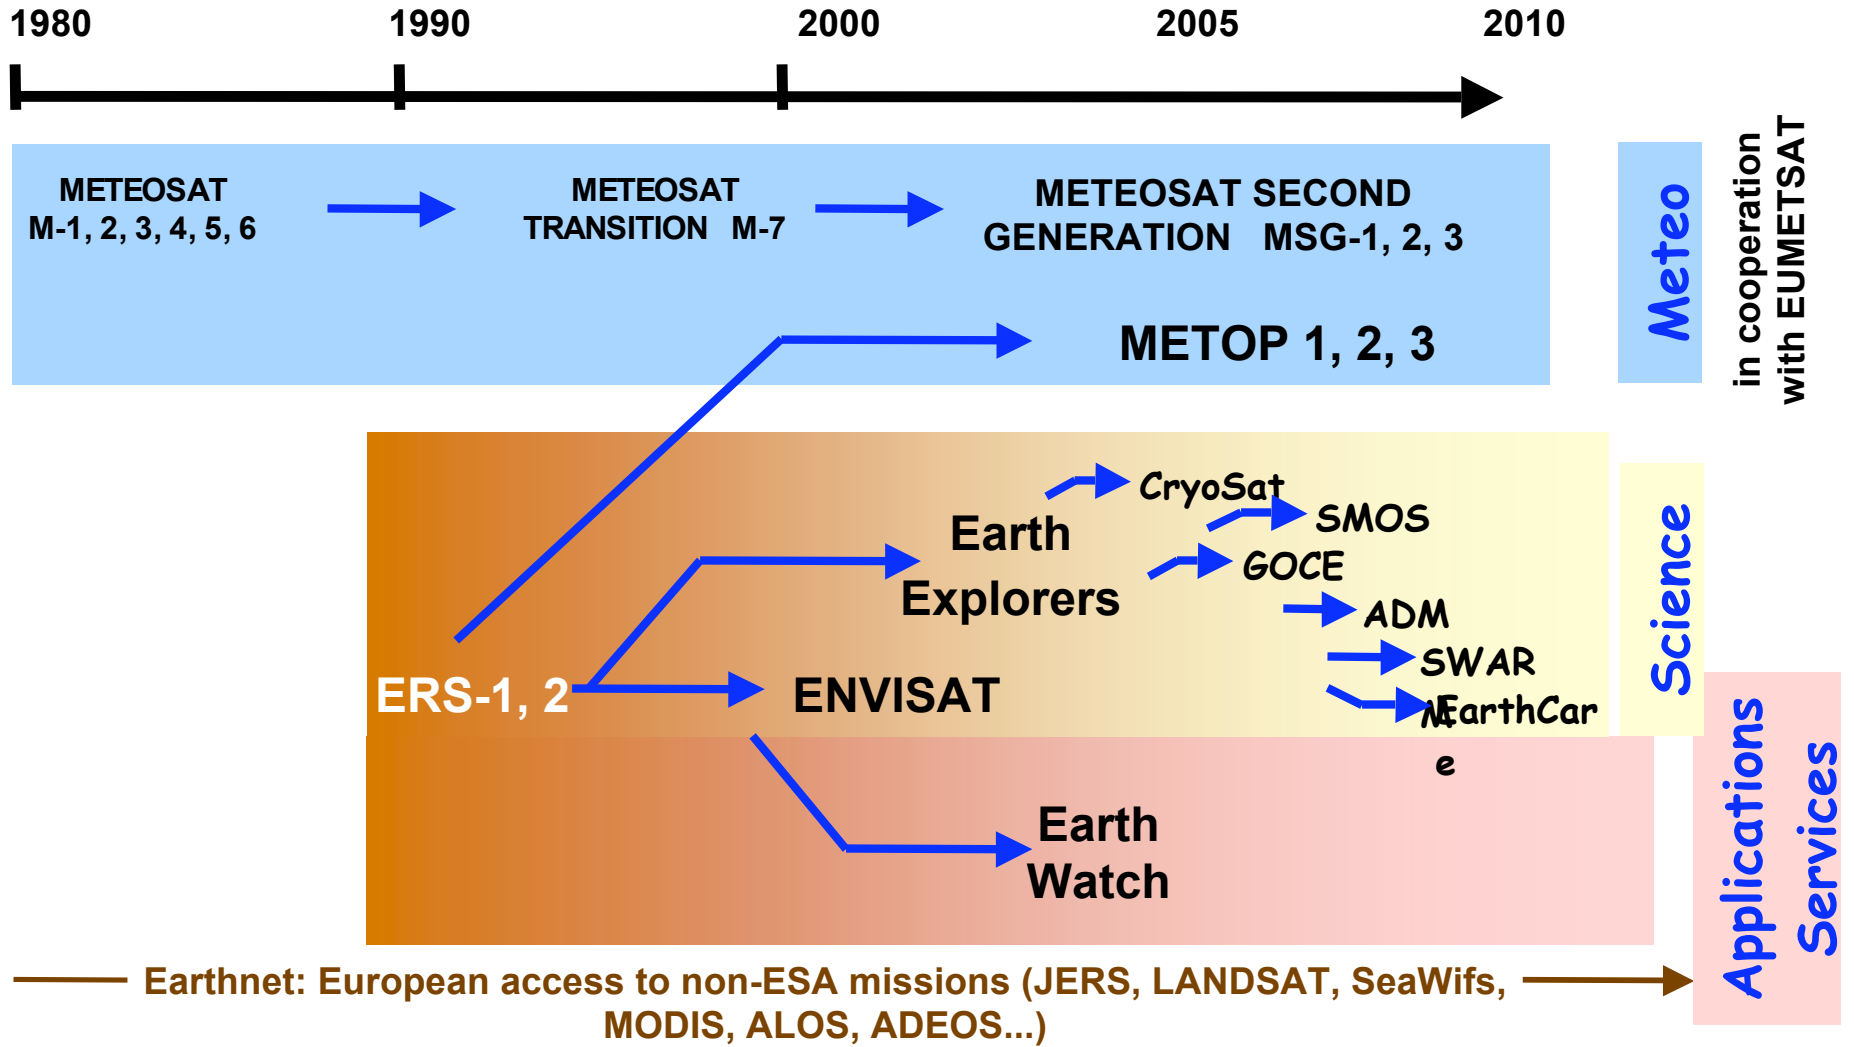 1980 1990 2000 2005 2010
METEOSAT
M-1, 2, 3, 4, 5, 6
METEOSAT
TRANSITION M-7
METEOSAT SECOND
GENERATION MSG-1, 2, 3
METOP 1, 2, 3
Meteo
in cooperation
with EUMETSAT
CryoSat
SMOS
Earth
Explorers
GOCE
ADM
SWAR
M
EarthCar
e
ERS-1, 2
ENVISAT
Science
Earth
Watch
Applications
Services
Earthnet: European access to non-ESA missions (JERS, LANDSAT, SeaWifs,
MODIS, ALOS, ADEOS...)